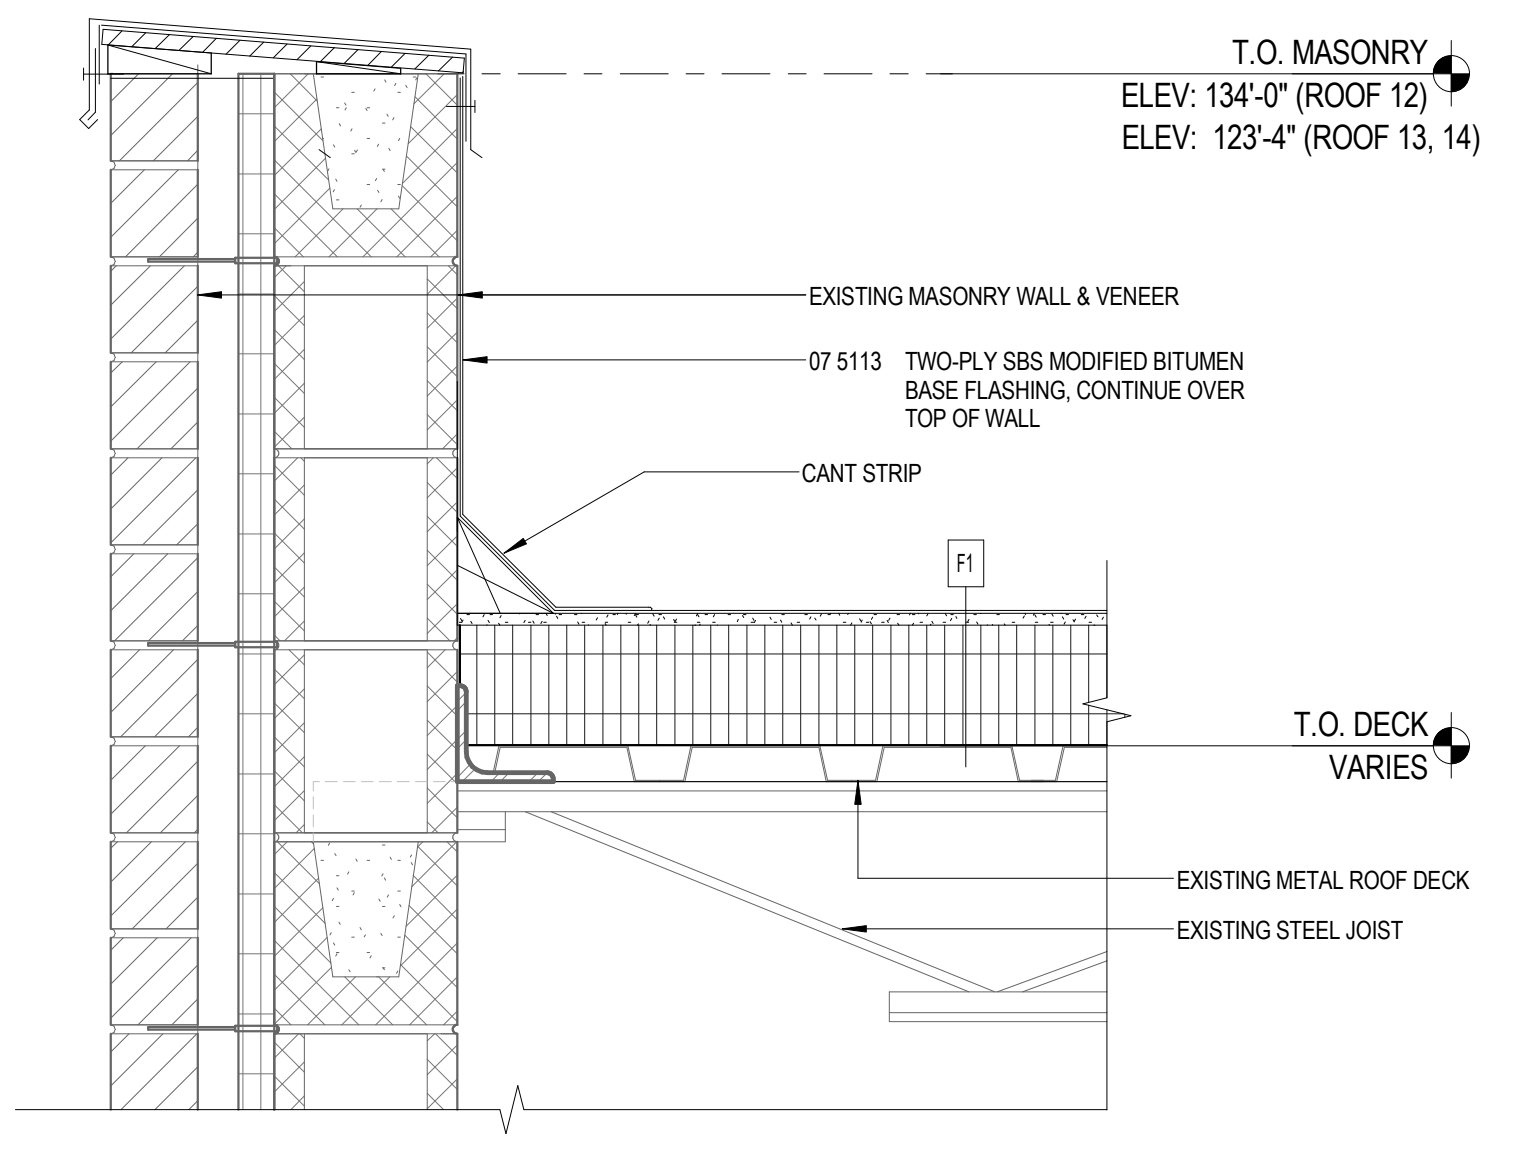 T.O. MASONRY
ELEV: 134'-0" (ROOF 12)
ELEV: 123'-4" (ROOF 13, 14)
EXISTING MASONRY WALL & VENEER
07 5113 TWO-PLY SBS MODIFIED BITUMEN
BASE FLASHING, CONTINUE OVER
TOP OF WALL
CANT STRIP
F1
T.O. DECK
VARIES
EXISTING METAL ROOF DECK
EXISTING STEEL JOIST